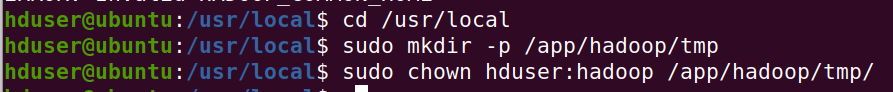 hduser@ubuntu:/usr/local$ cd /usr/local
hduser@ubuntu:/usr/local$ sudo mkdir -p /app/hadoop/tmp
hduser@ubuntu:/usr/local$ sudo chown hduser:hadoop /app/hadoop/tmp/